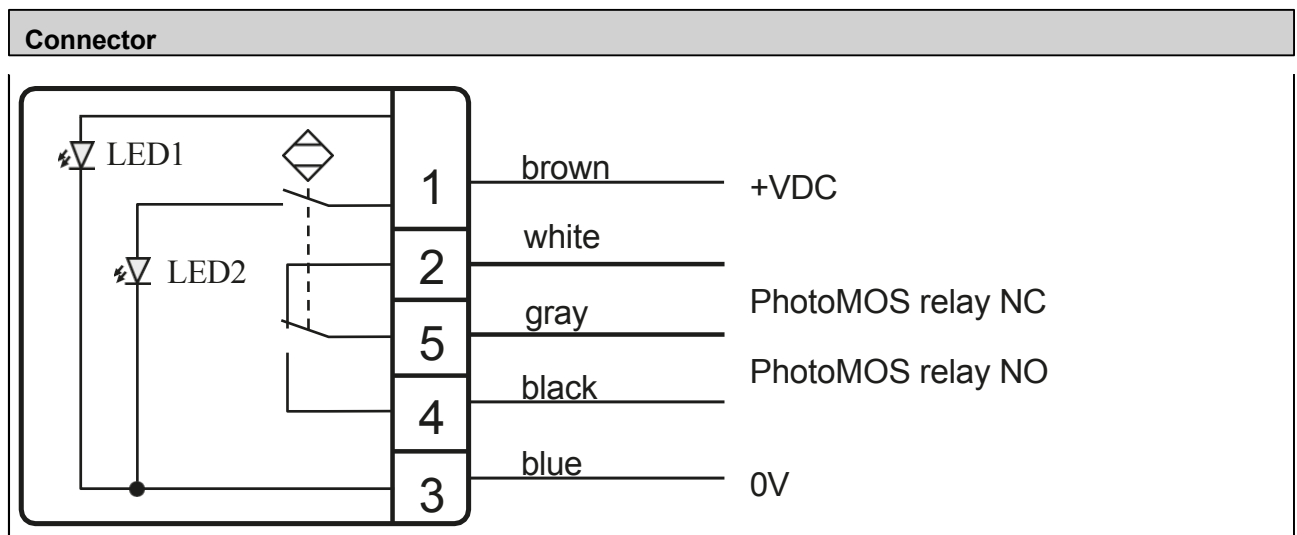 Connector
LED1
LED2
1 brown +VDC
2 white
PhotoMOS relay NC
5 gray
PhotoMOS relay NO
4 black
3 blue 0V